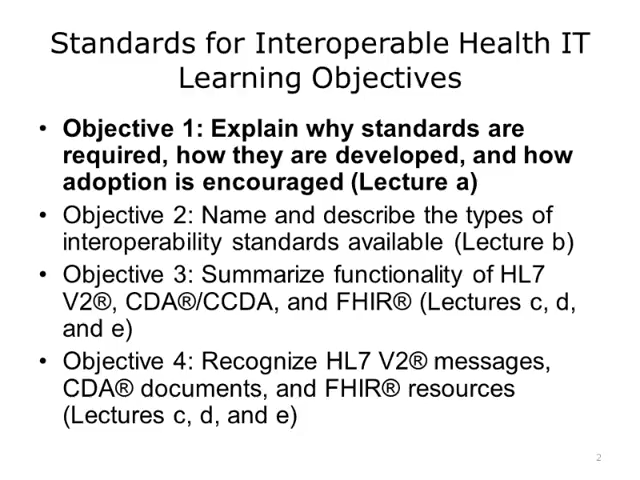 Standards for Interoperable Health IT
Learning Objectives
• Objective 1: Explain why standards are
required, how they are developed, and how
adoption is encouraged (Lecture a)
• Objective 2: Name and describe the types of
interoperability standards available (Lecture b)
• Objective 3: Summarize functionality of HL7
V2®, CDA®/CCDA, and FHIR® (Lectures c, d,
and e)
• Objective 4: Recognize HL7 V2® messages,
CDA® documents, and FHIR® resources
(Lectures c, d, and e)
2